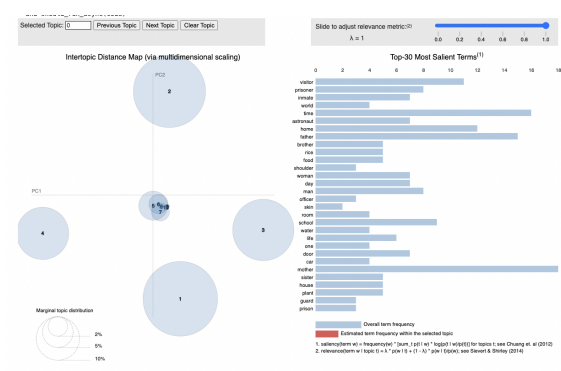 Selected Topic: 0 Previous Topic Next Topic Clear Topic
Slide to adjust relevance metric:(2)
λ = 1
0.0 0.2 0.4 0.6 0.8 1.0
Intertopic Distance Map (via multidimensional scaling)
PC2
PC1
2
5
6
7
4
3
1
Marginal topic distribution
2%
5%
10%
Top-30 Most Salient Terms(1)
0 2 4 6 8 10 12 14 16 18
visitor
prisoner
inmate
world
time
astronaut
home
father
brother
rice
food
shoulder
woman
day
man
officer
skin
room
school
water
life
one
door
car
mother
sister
house
plant
guard
prison
Overall term frequency
Estimated term frequency within the selected topic
1. saliency(term w) = frequency(w) * [sum_t p(t | w) * log(p(t | w)/p(t))] for topics t; see Chuang et. al (2012)
2. relevance(term w | topic t) = λ * p(w | t) + (1 - λ) * p(w | t)/p(w); see Sievert & Shirley (2014)